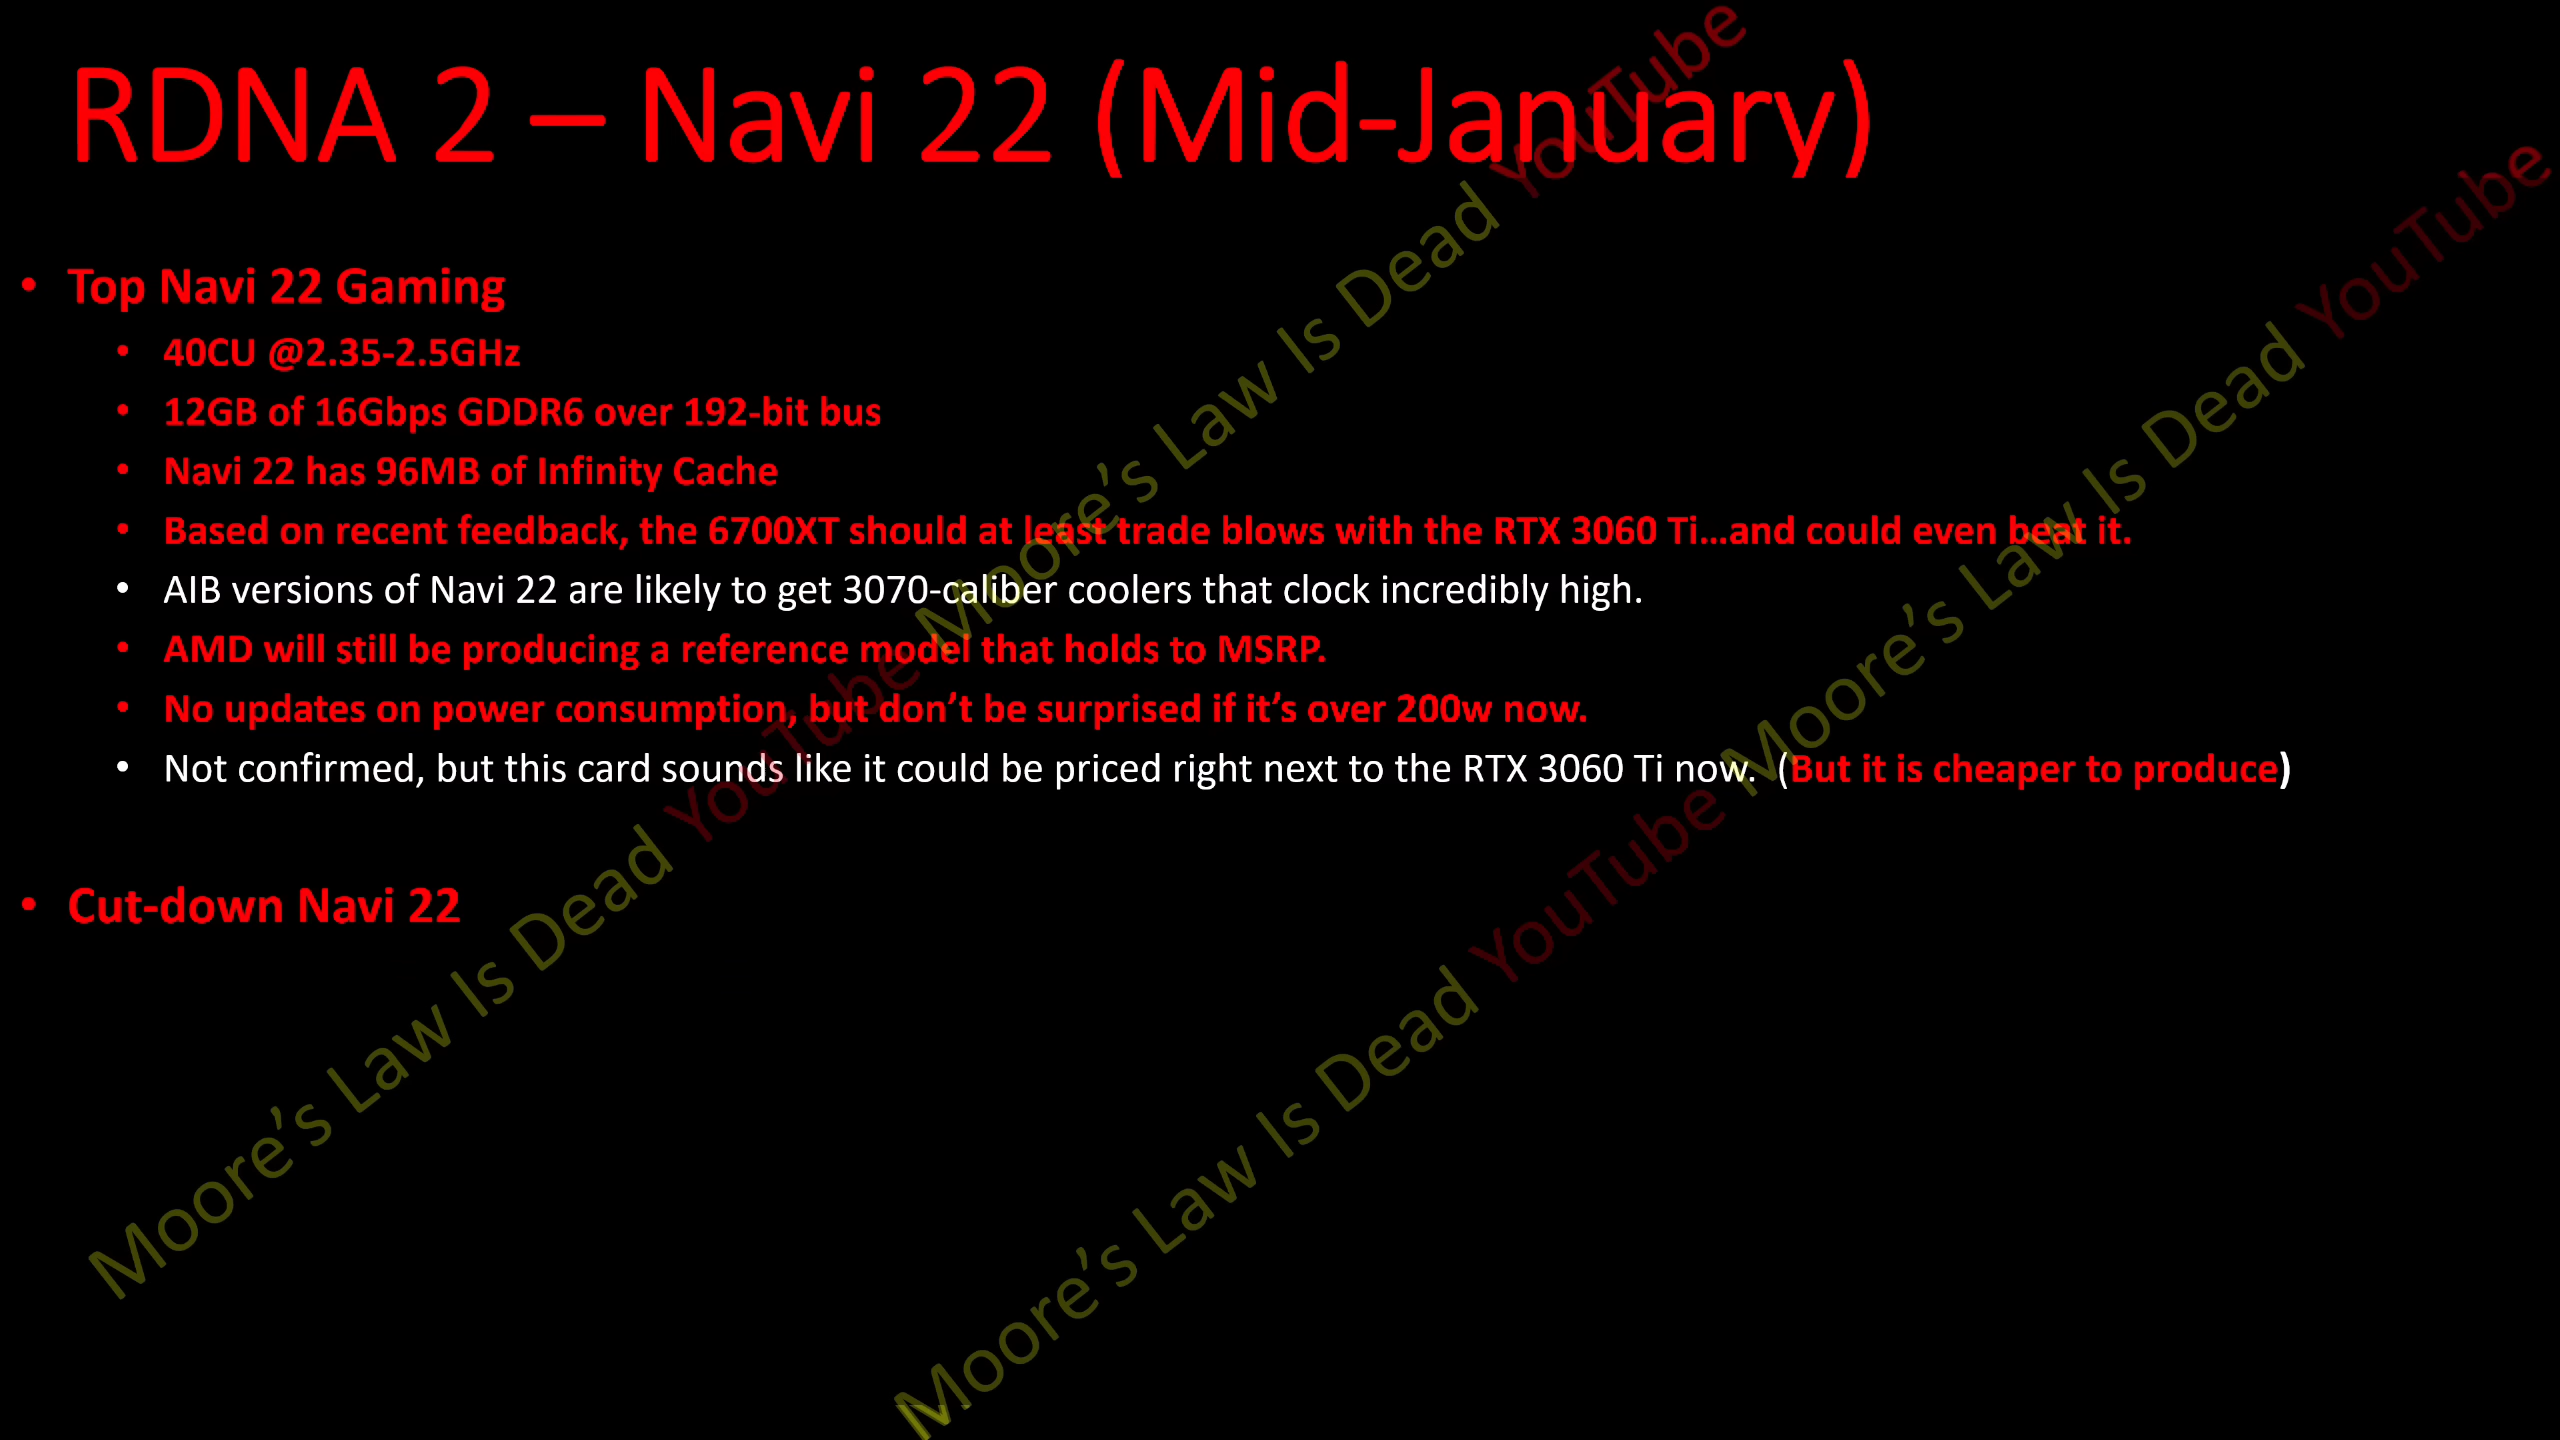 RDNA 2 – Navi 22 (Mid-January)
• Top Navi 22 Gaming
• 40CU @2.35-2.5GHz
• 12GB of 16Gbps GDDR6 over 192-bit bus
• Navi 22 has 96MB of Infinity Cache
• Based on recent feedback, the 6700XT should at least trade blows with the RTX 3060 Ti…and could even beat it.
• AIB versions of Navi 22 are likely to get 3070-caliber coolers that clock incredibly high.
• AMD will still be producing a reference model that holds to MSRP.
• No updates on power consumption, but don’t be surprised if it’s over 200w now.
• Not confirmed, but this card sounds like it could be priced right next to the RTX 3060 Ti now. (But it is cheaper to produce)
• Cut-down Navi 22
Moore’s Law Is Dead YouTube Moore’s Law Is Dead YouTube
Moore’s Law Is Dead YouTube Moore’s Law Is Dead YouTube